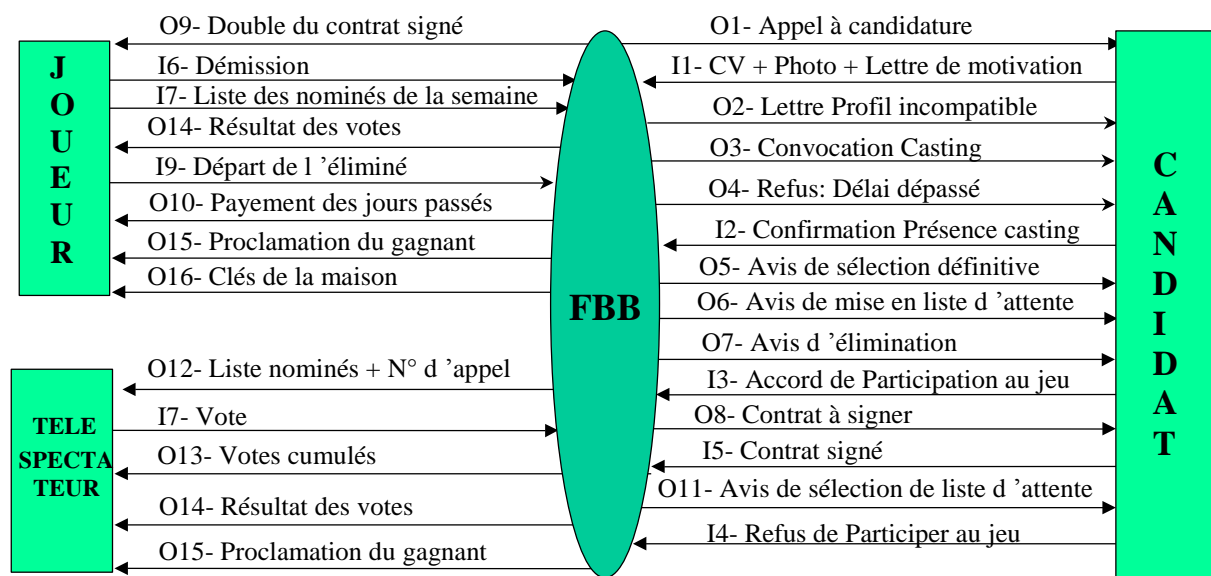 O9- Double du contrat signé
JOUEUR
I6- Démission
I7- Liste des nominés de la semaine
O14- Résultat des votes
I9- Départ de l ’éliminé
O10- Payement des jours passés
O15- Proclamation du gagnant
O16- Clés de la maison
O12- Liste nominés + N° d ’appel
TELE
SPECTA
TEUR
I7- Vote
O13- Votes cumulés
O14- Résultat des votes
O15- Proclamation du gagnant
FBB
O1- Appel à candidature
I1- CV + Photo + Lettre de motivation
O2- Lettre Profil incompatible
O3- Convocation Casting
O4- Refus: Délai dépassé
I2- Confirmation Présence casting
O5- Avis de sélection définitive
O6- Avis de mise en liste d ’attente
O7- Avis d ’élimination
I3- Accord de Participation au jeu
O8- Contrat à signer
I5- Contrat signé
O11- Avis de sélection de liste d ’attente
I4- Refus de Participer au jeu
CANDIDAT